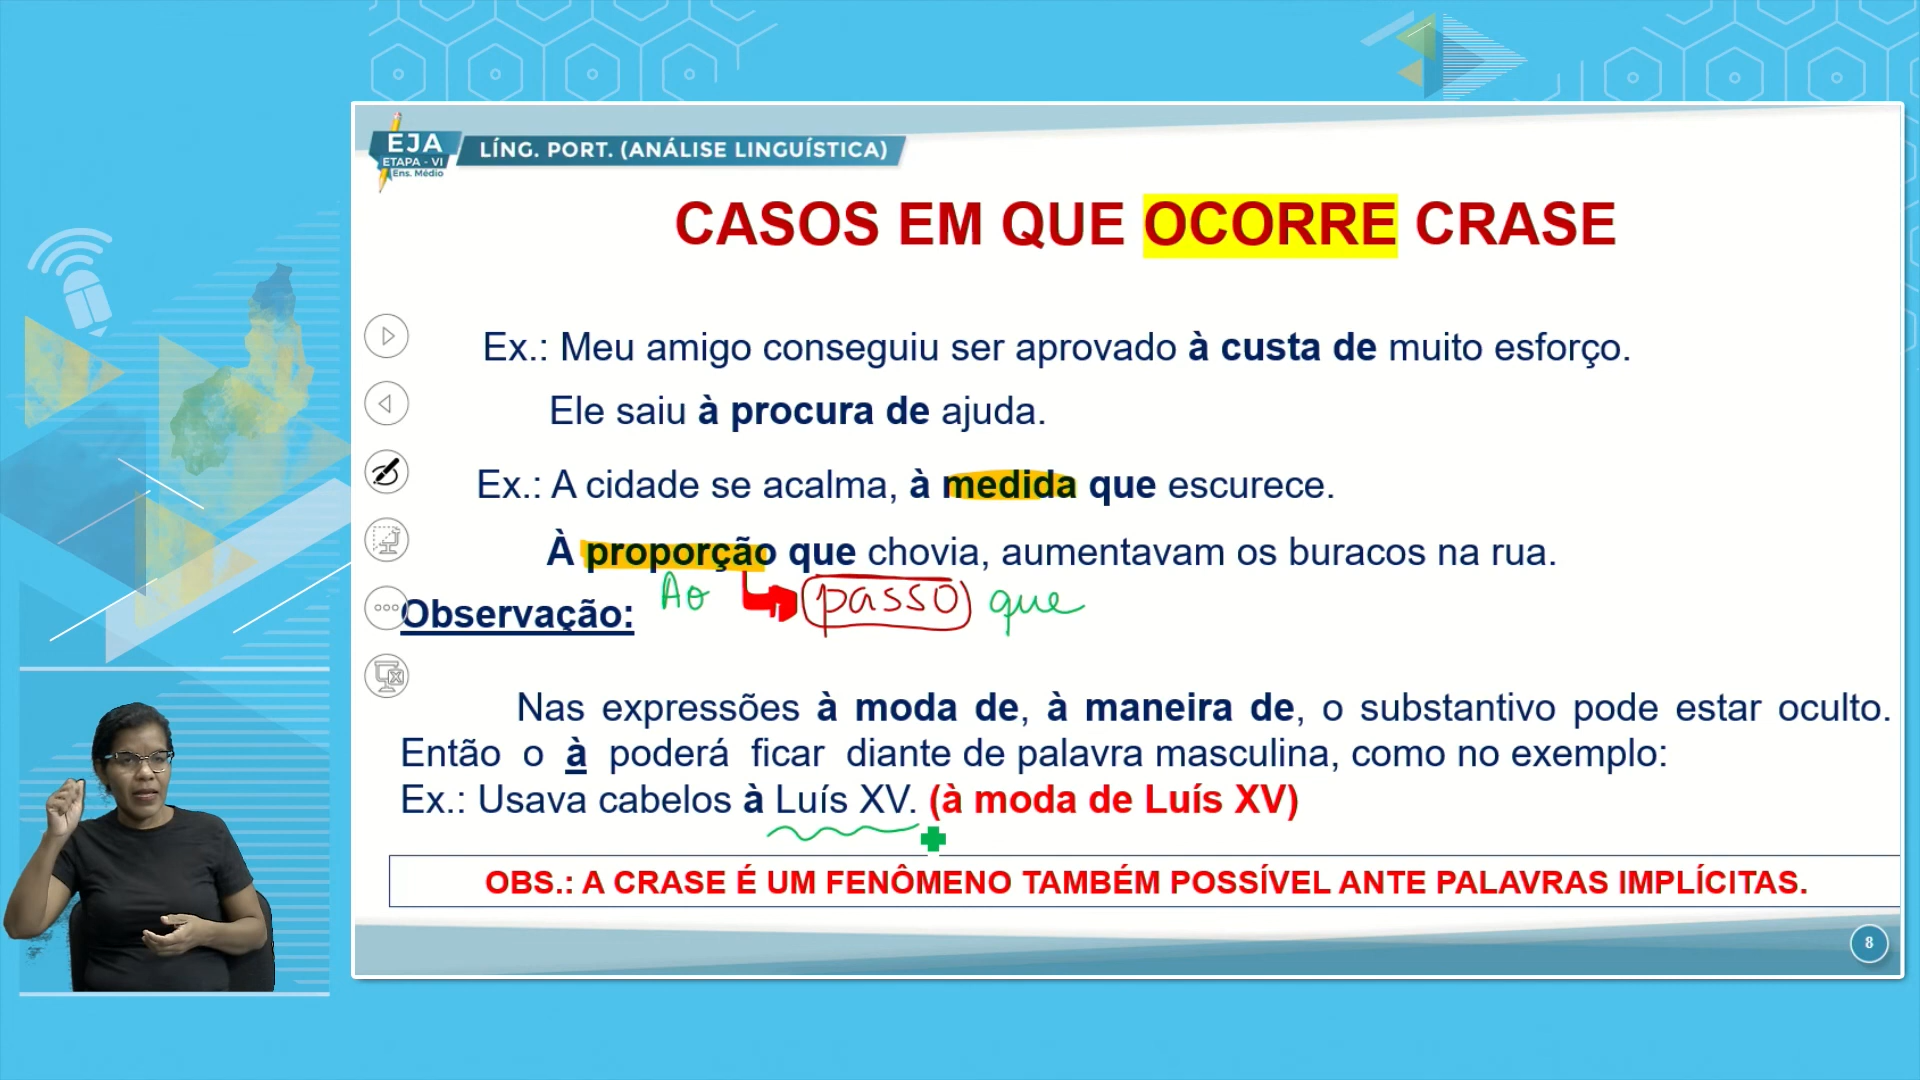 EJA
ETAPA - VI
Ens. Médio
LÍNG. PORT. (ANÁLISE LINGUÍSTICA)
CASOS EM QUE OCORRE CRASE
Ex.: Meu amigo conseguiu ser aprovado à custa de muito esforço.
Ele saiu à procura de ajuda.
Ex.: A cidade se acalma, à medida que escurece.
À proporção que chovia, aumentavam os buracos na rua.
Ao passo que
Observação:
Nas expressões à moda de, à maneira de, o substantivo pode estar oculto.
Então o à poderá ficar diante de palavra masculina, como no exemplo:
Ex.: Usava cabelos à Luís XV. (à moda de Luís XV)
OBS.: A CRASE É UM FENÔMENO TAMBÉM POSSÍVEL ANTE PALAVRAS IMPLÍCITAS.
8